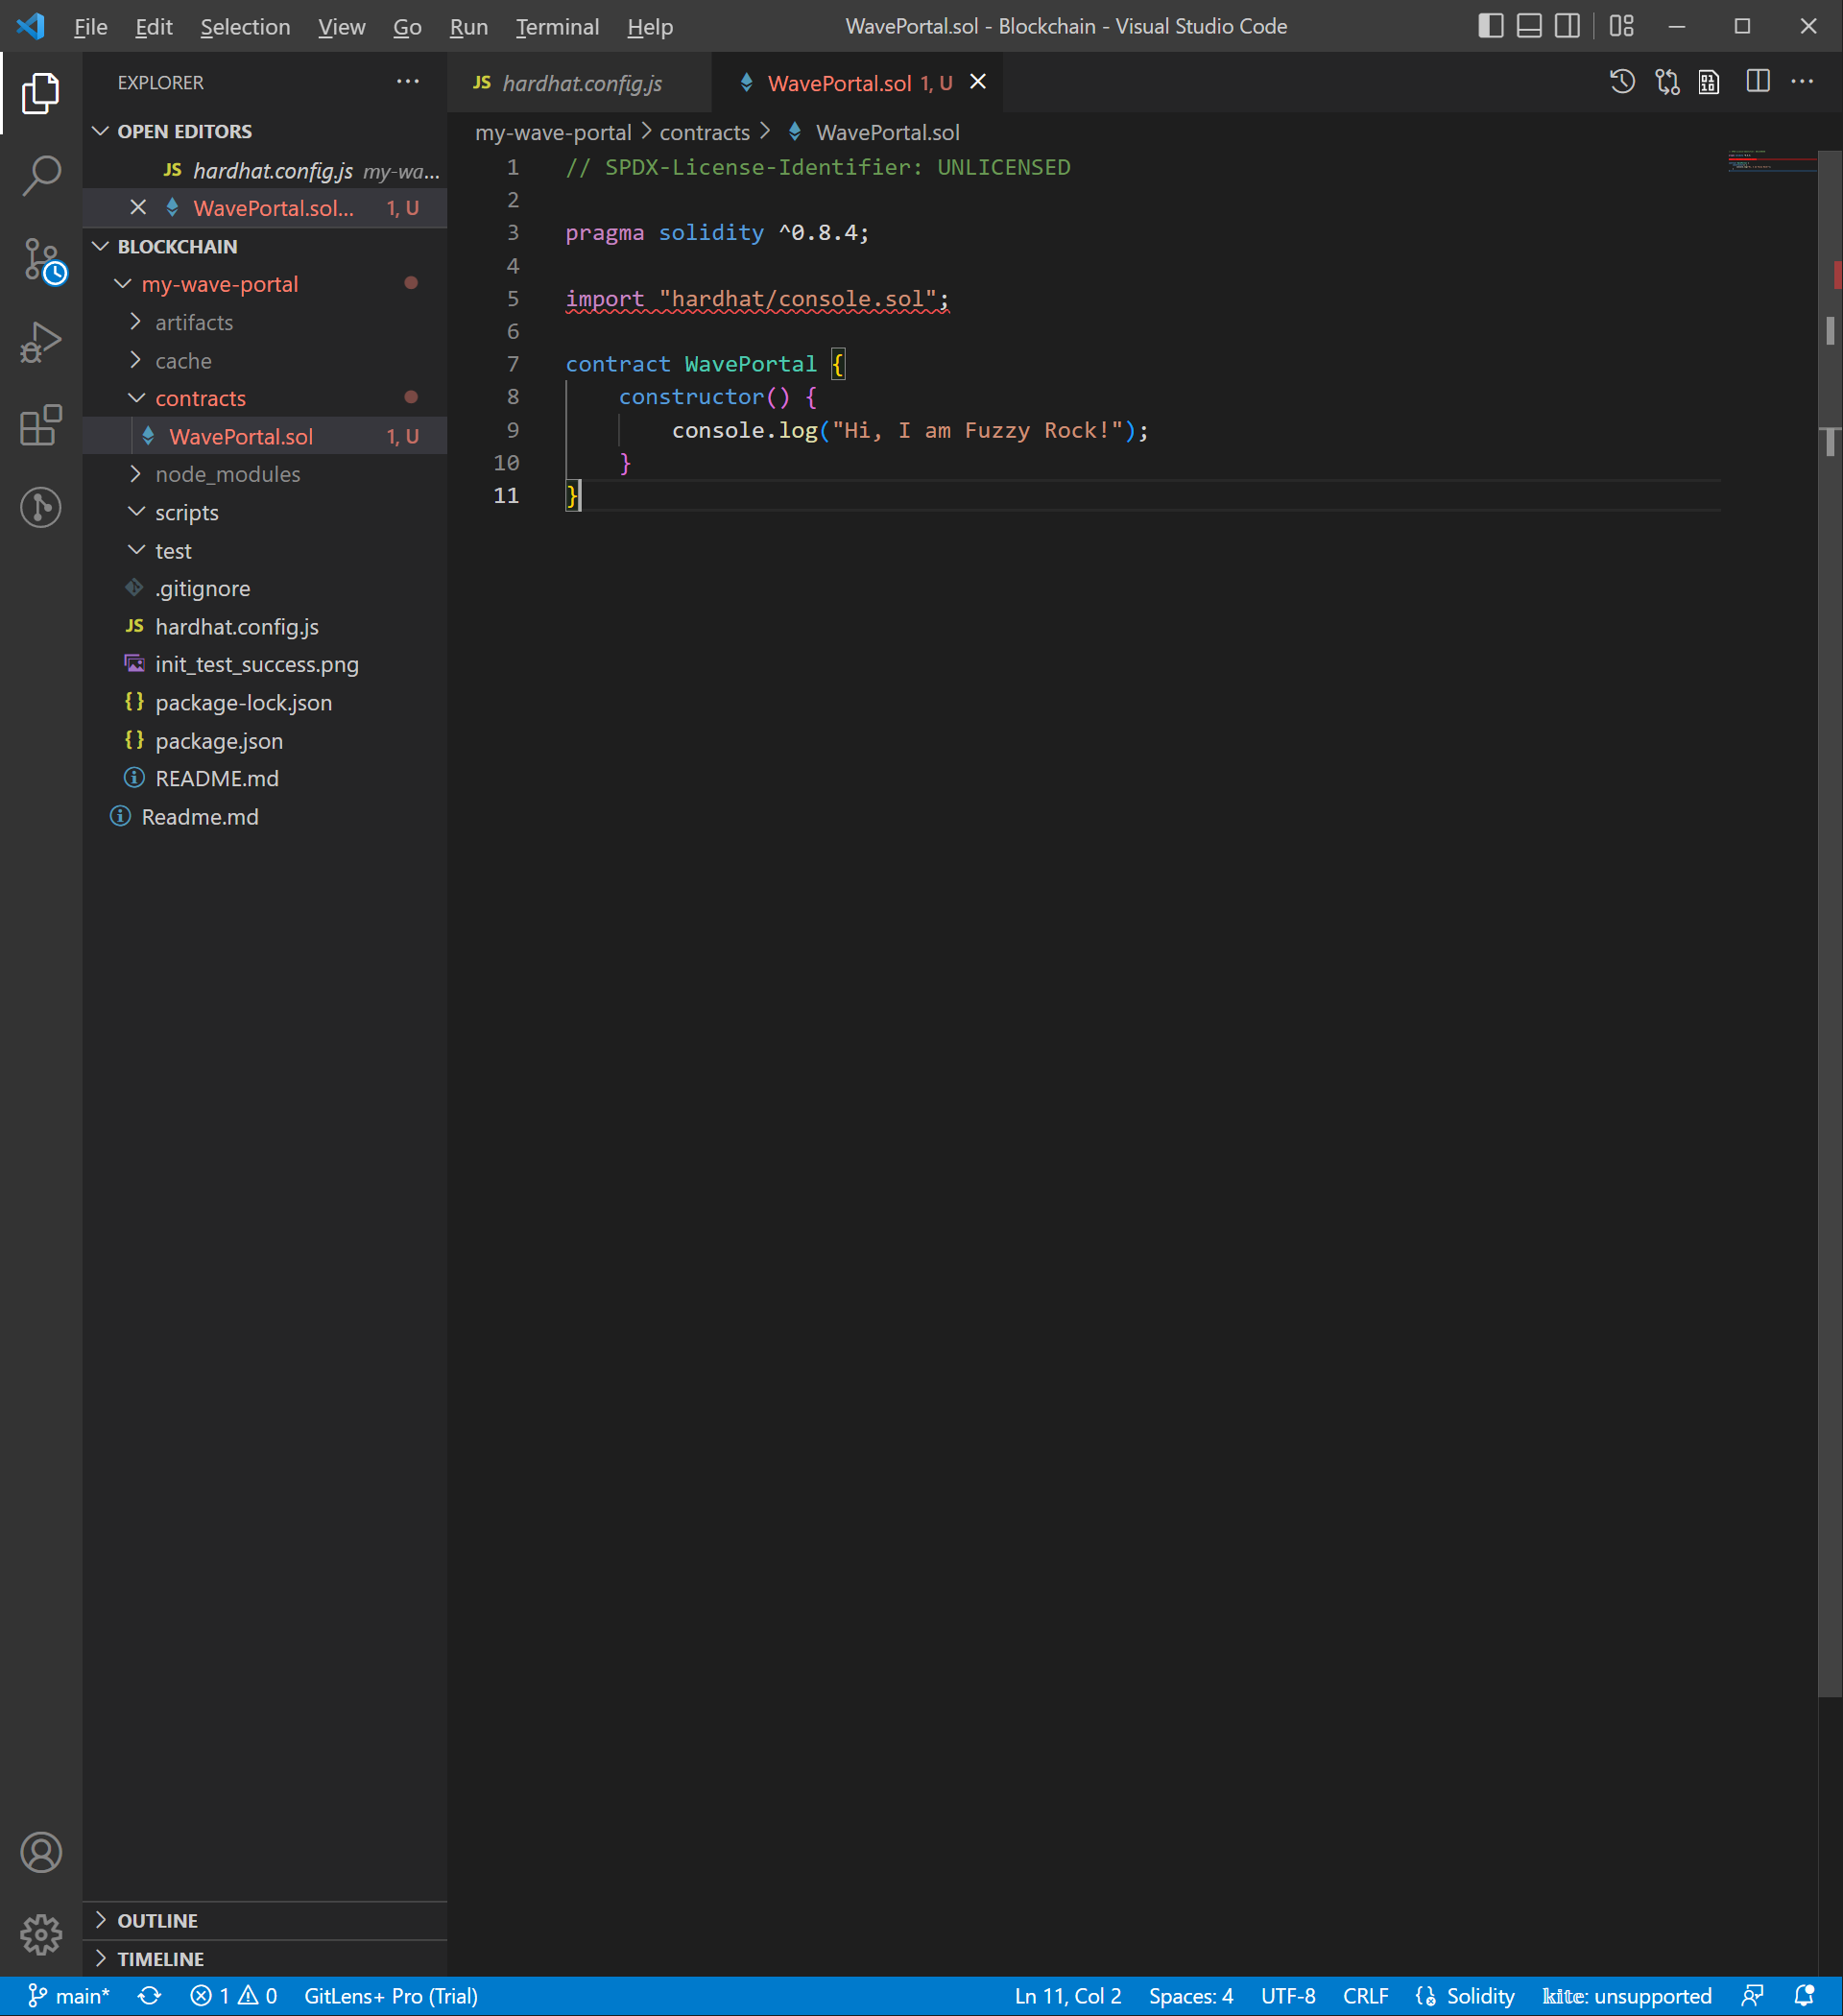 File Edit Selection View Go Run Terminal Help WavePortal.sol - Blockchain - Visual Studio Code
EXPLORER
OPEN EDITORS
JS hardhat.config.js my-wa...
WavePortal.sol... 1, U
BLOCKCHAIN
my-wave-portal
artifacts
cache
contracts
WavePortal.sol 1, U
node_modules
scripts
test
.gitignore
JS hardhat.config.js
init_test_success.png
{} package-lock.json
{} package.json
README.md
Readme.md
OUTLINE
TIMELINE
JS hardhat.config.js WavePortal.sol 1, U
my-wave-portal > contracts > WavePortal.sol
1 // SPDX-License-Identifier: UNLICENSED
2
3 pragma solidity ^0.8.4;
4
5 import "hardhat/console.sol";
6
7 contract WavePortal {
8 constructor() {
9 console.log("Hi, I am Fuzzy Rock!");
10 }
11 }
main* 1 0 GitLens+ Pro (Trial) Ln 11, Col 2 Spaces: 4 UTF-8 CRLF Solidity kite: unsupported